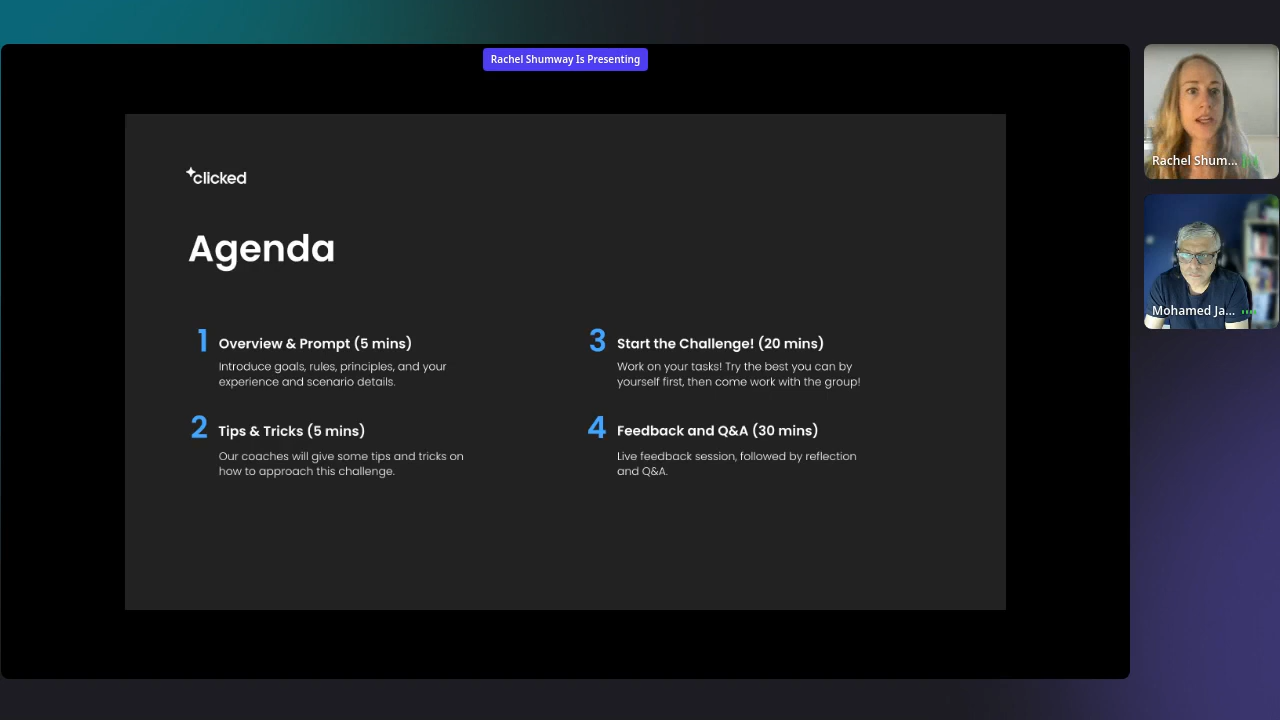 Rachel Shumway Is Presenting
clicked
Agenda
1
Overview & Prompt (5 mins)
Introduce goals, rules, principles, and your
experience and scenario details.
2
Tips & Tricks (5 mins)
Our coaches will give some tips and tricks on
how to approach this challenge.
3
Start the Challenge! (20 mins)
Work on your tasks! Try the best you can by
yourself first, then come work with the group!
4
Feedback and Q&A (30 mins)
Live feedback session, followed by reflection
and Q&A.
Rachel Shum...
Mohamed Ja...